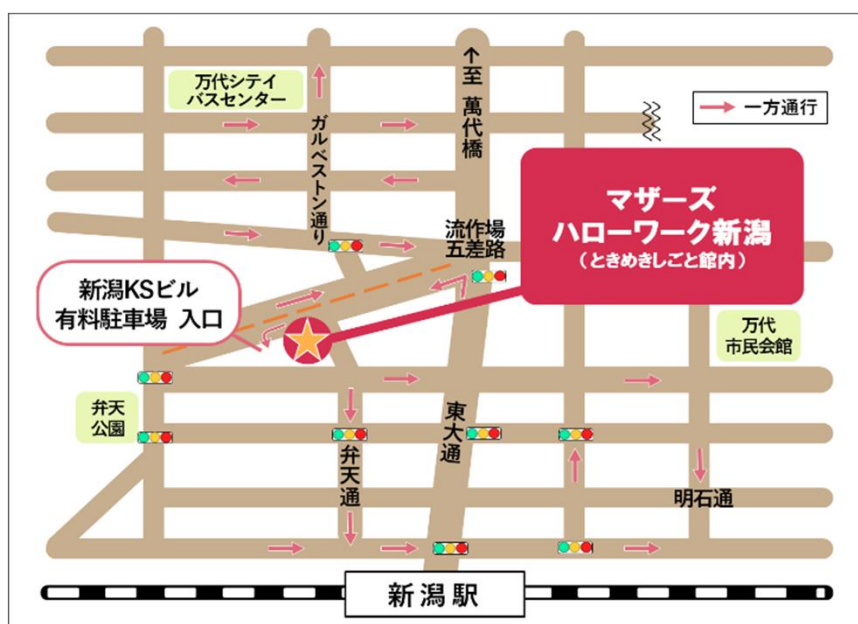 万代シテイ
バスセンター
↑至 萬代橋
→ 一方通行
ガルベストン通り
マザーズ
ハローワーク新潟
(ときめきしごと館内)
流作場
五差路
新潟KSビル
有料駐車場 入口
万代
市民会館
弁天
公園
東大通
弁天通
明石通
新潟駅